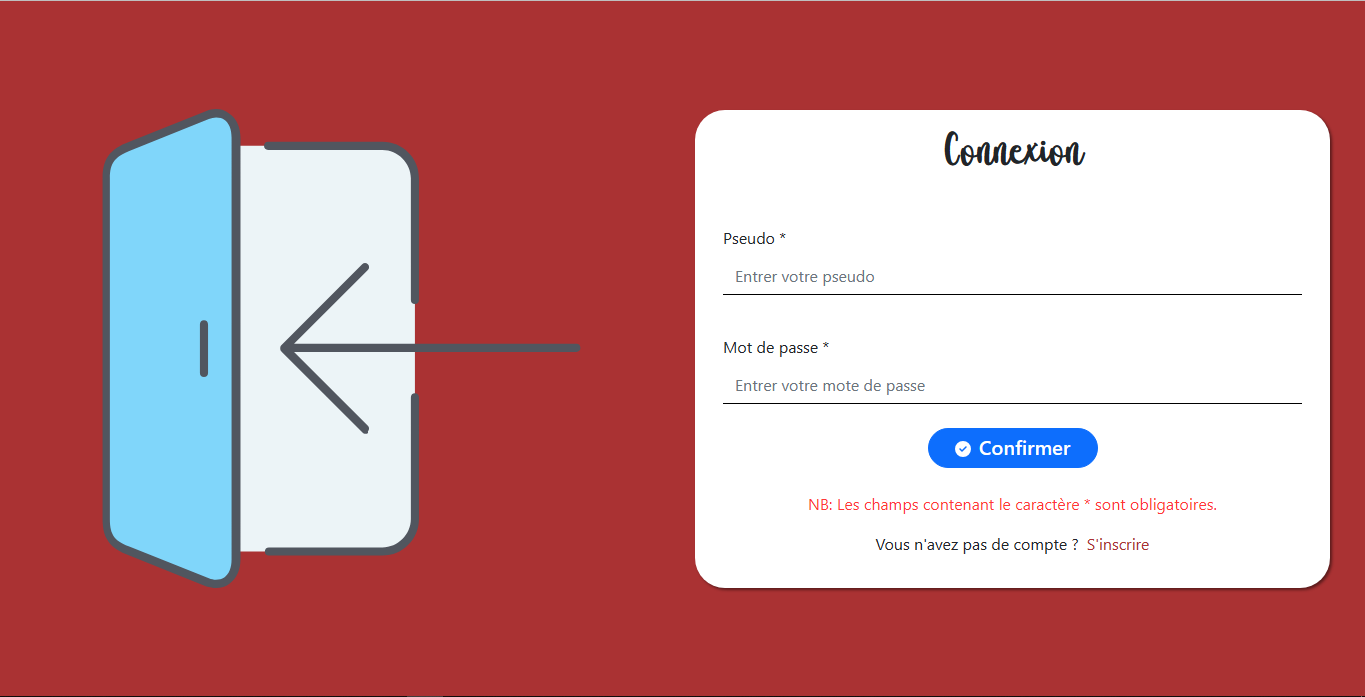 Connexion
Pseudo *
Entrer votre pseudo
Mot de passe *
Entrer votre mote de passe
Confirmer
NB: Les champs contenant le caractère * sont obligatoires.
Vous n'avez pas de compte ? S'inscrire